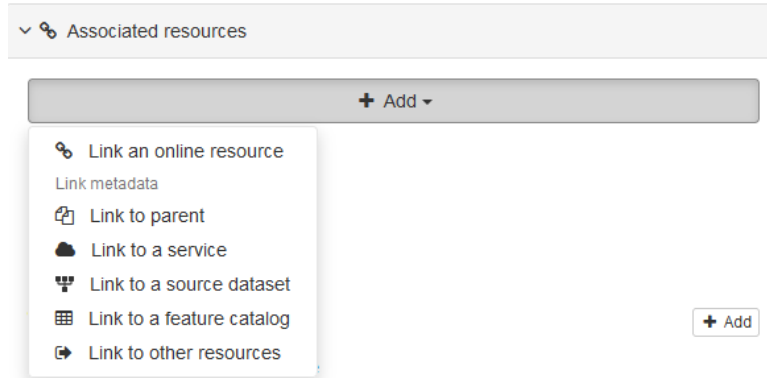 Associated resources
Add
Link an online resource
Link metadata
Link to parent
Link to a service
Link to a source dataset
Link to a feature catalog
Add
Link to other resources